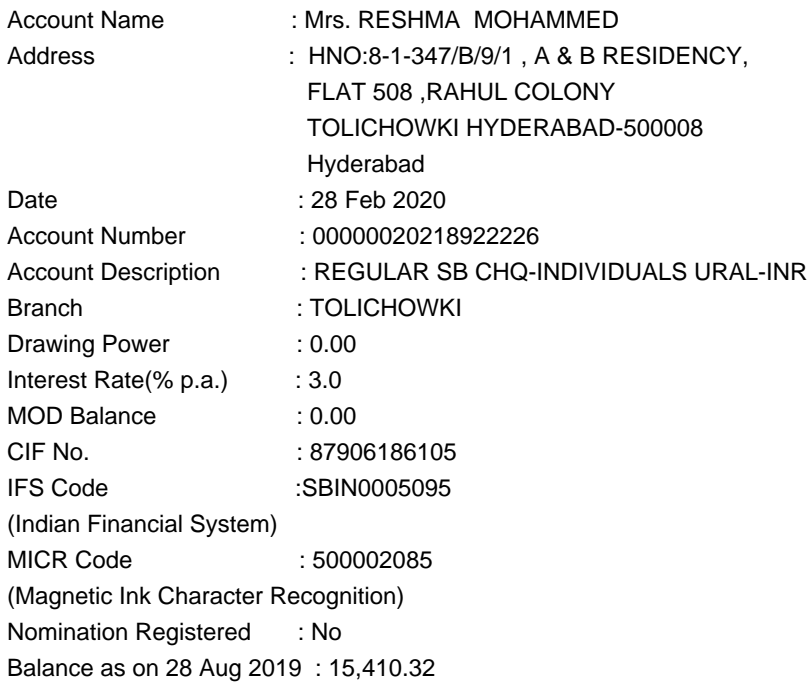 Account Name : Mrs. RESHMA MOHAMMED
Address : HNO:8-1-347/B/9/1 , A & B RESIDENCY,
FLAT 508 ,RAHUL COLONY
TOLICHOWKI HYDERABAD-500008
Hyderabad
Date : 28 Feb 2020
Account Number : 00000020218922226
Account Description : REGULAR SB CHQ-INDIVIDUALS URAL-INR
Branch : TOLICHOWKI
Drawing Power : 0.00
Interest Rate(% p.a.) : 3.0
MOD Balance : 0.00
CIF No. : 87906186105
IFS Code :SBIN0005095
(Indian Financial System)
MICR Code : 500002085
(Magnetic Ink Character Recognition)
Nomination Registered : No
Balance as on 28 Aug 2019 : 15,410.32